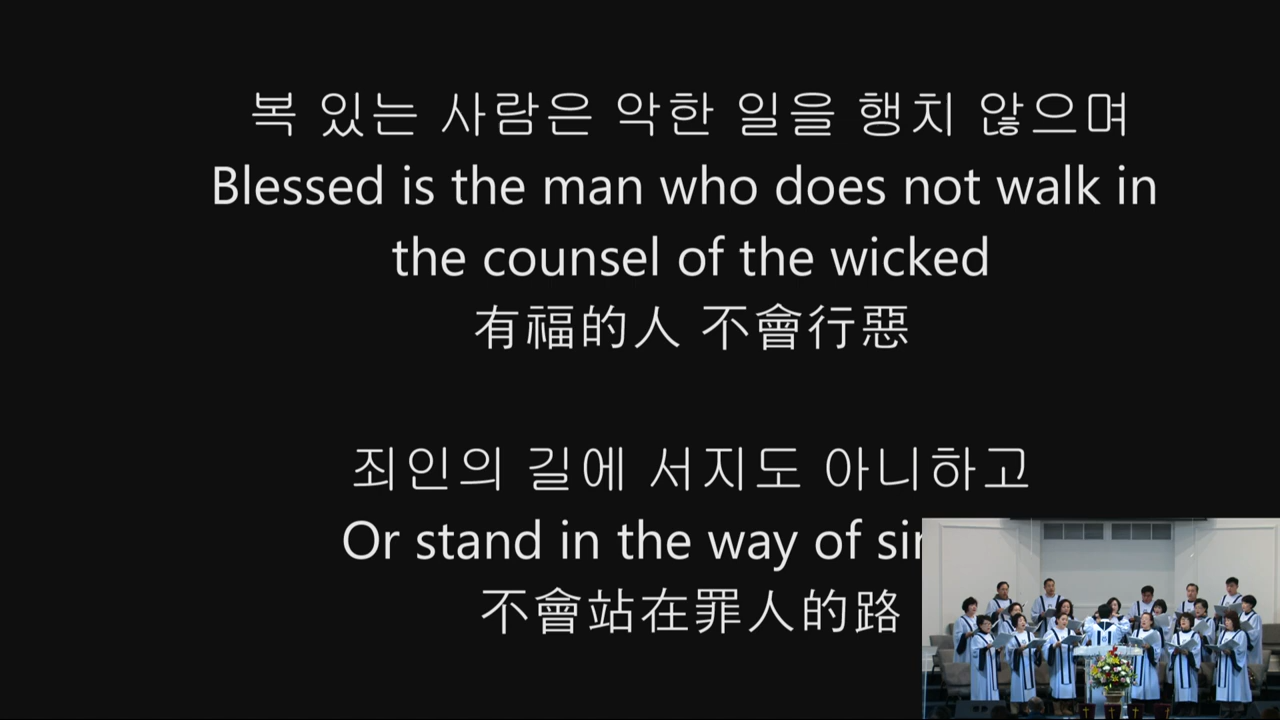 복 있는 사람은 악한 일을 행치 않으며
Blessed is the man who does not walk in
the counsel of the wicked
有福的人 不會行惡
죄인의 길에 서지도 아니하고
Or stand in the way of
不會站在罪人的路